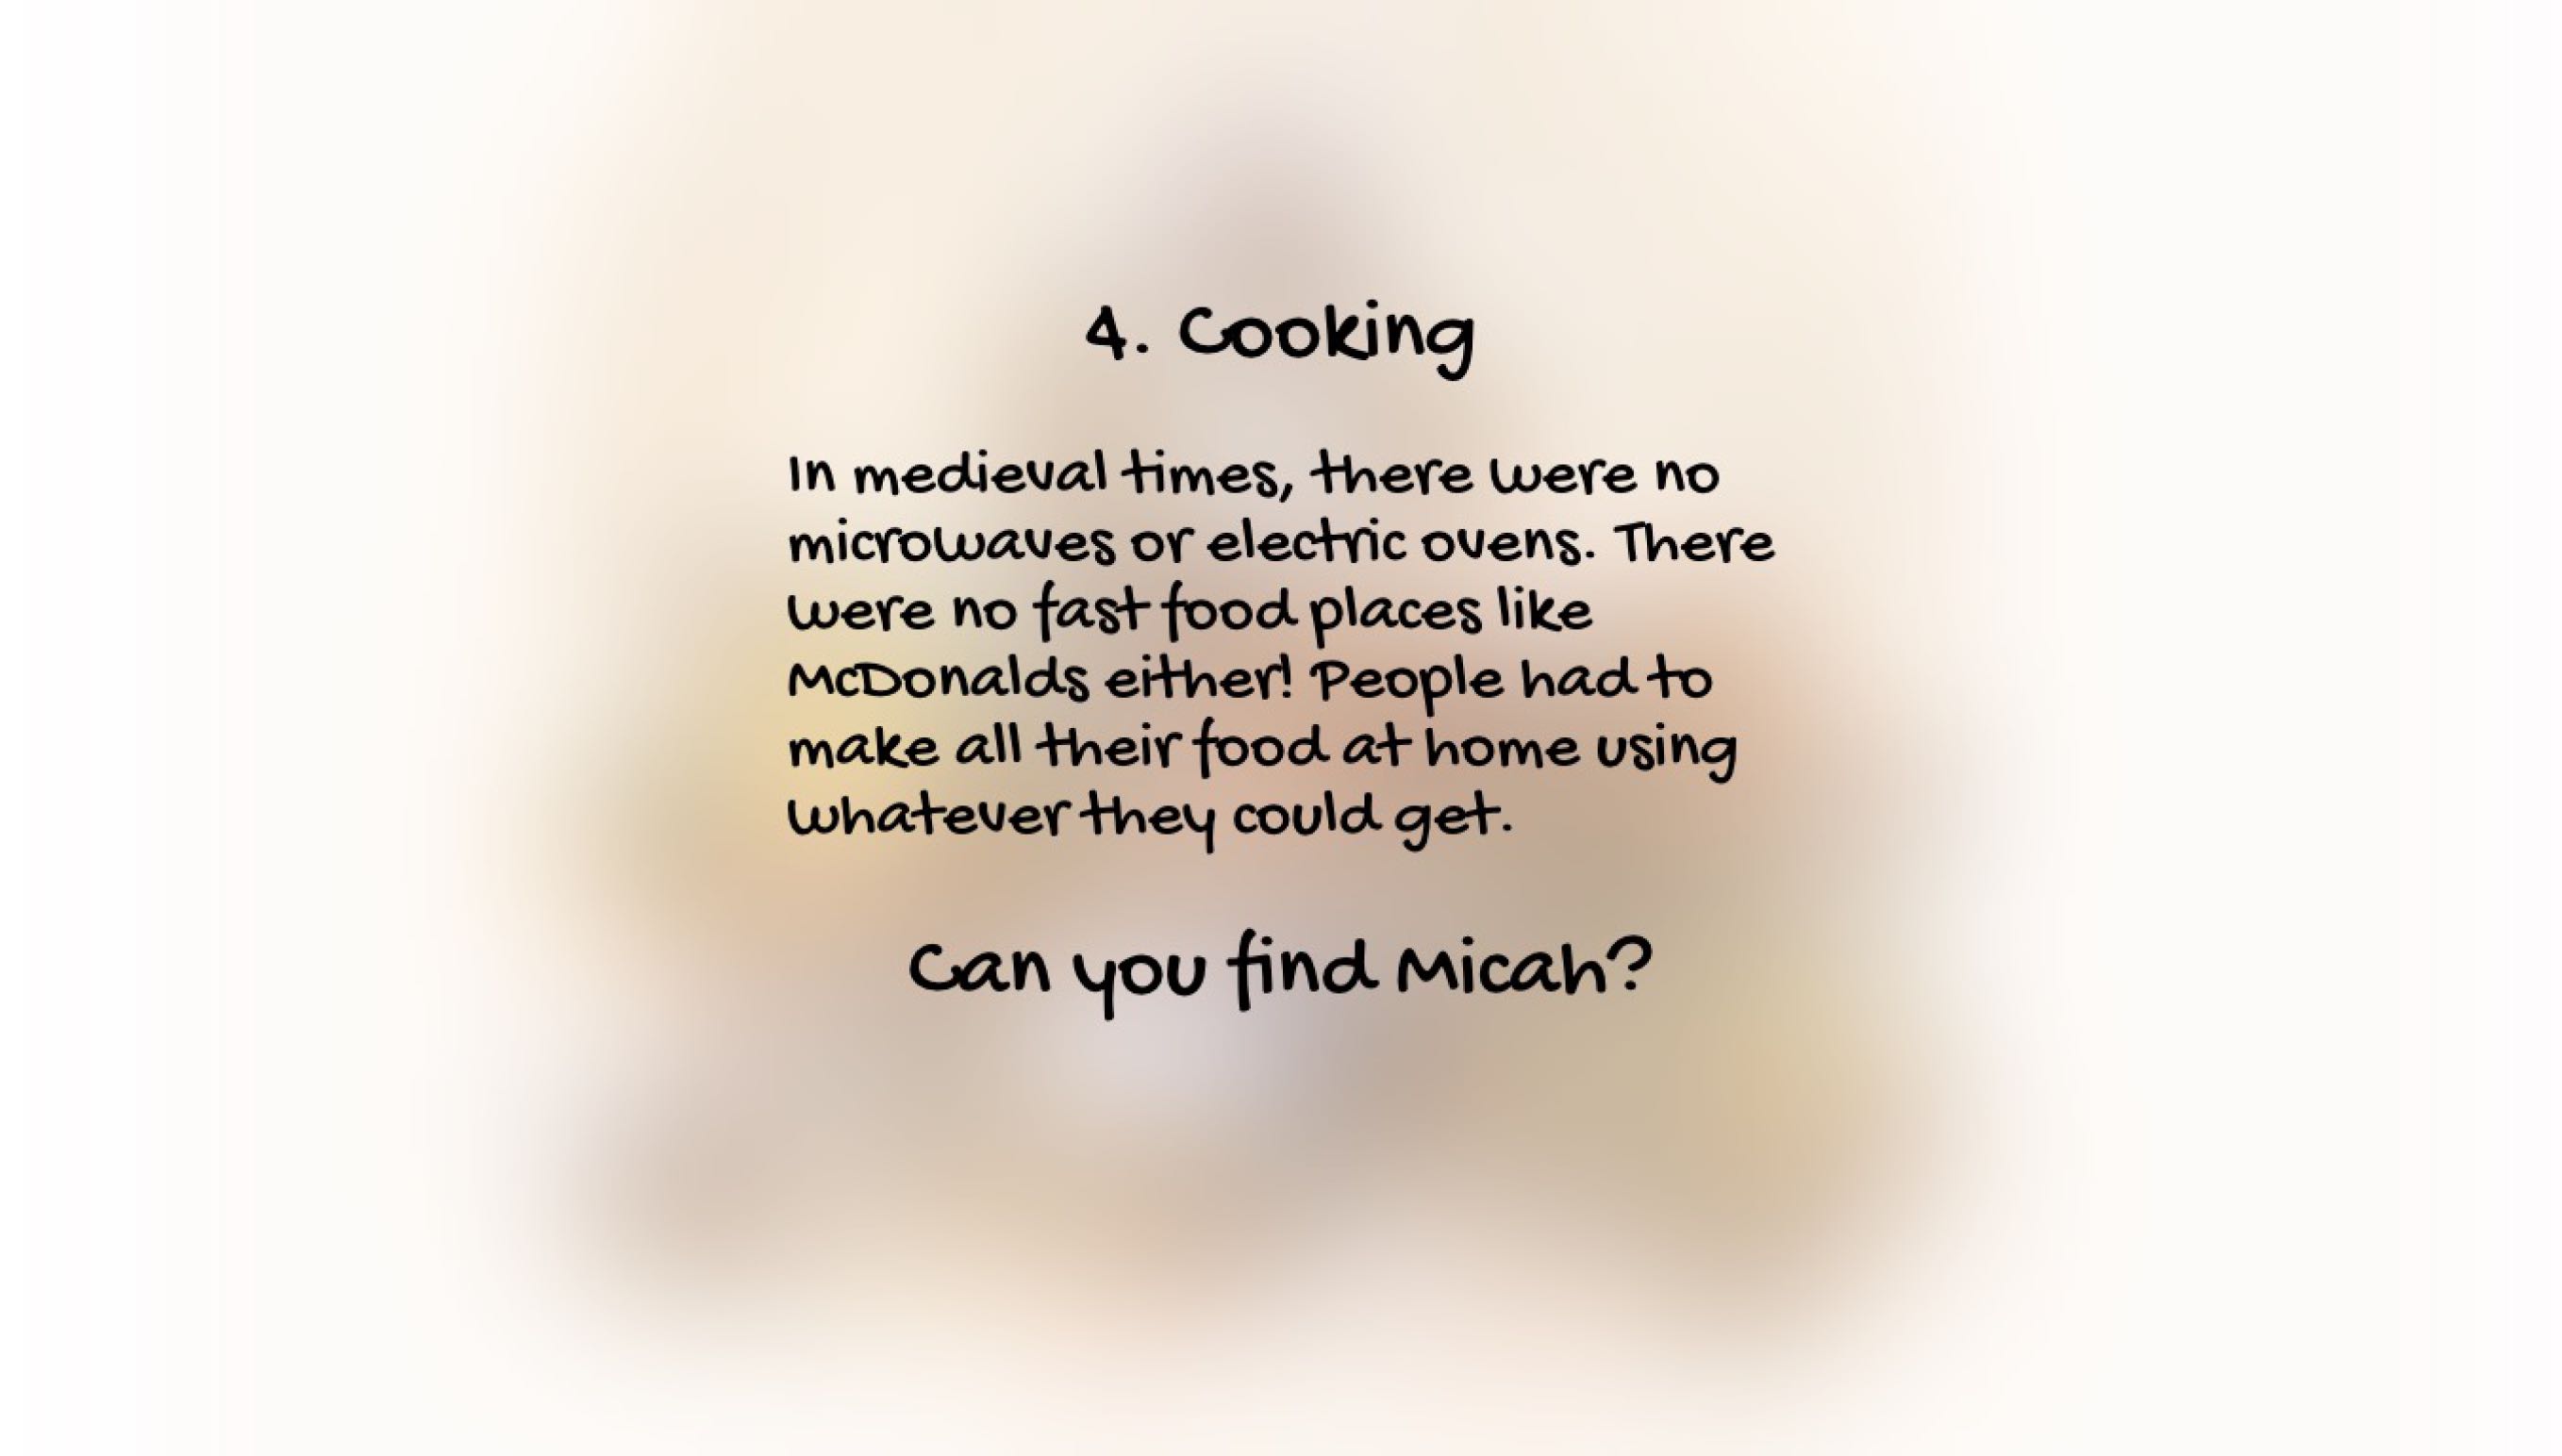 4. Cooking
In medieval times, there were no
microwaves or electric ovens. There
were no fast food places like
McDonalds either! People had to
make all their food at home using
whatever they could get.
Can you find Micah?